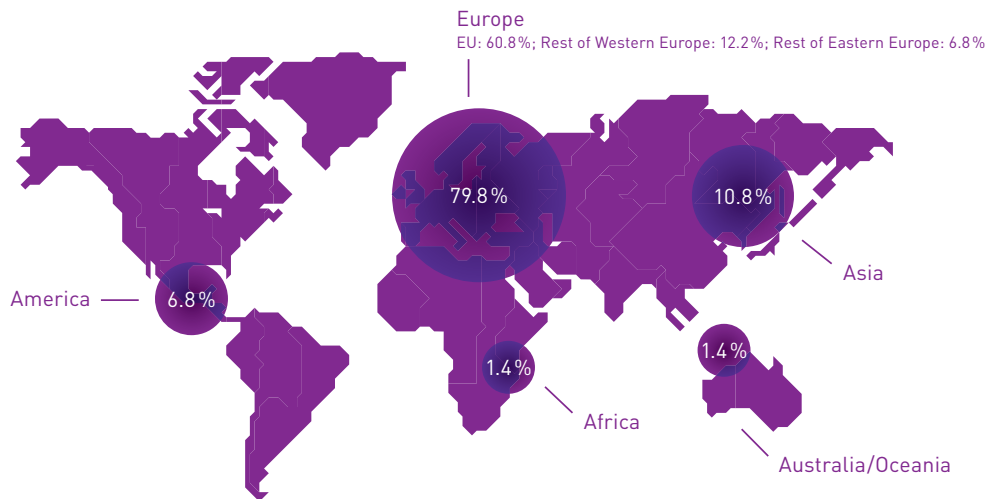 Europe
EU: 60.8%; Rest of Western Europe: 12.2%; Rest of Eastern Europe: 6.8%
79.8%
10.8%
Asia
America
6.8%
1.4%
1.4%
Africa
Australia/Oceania